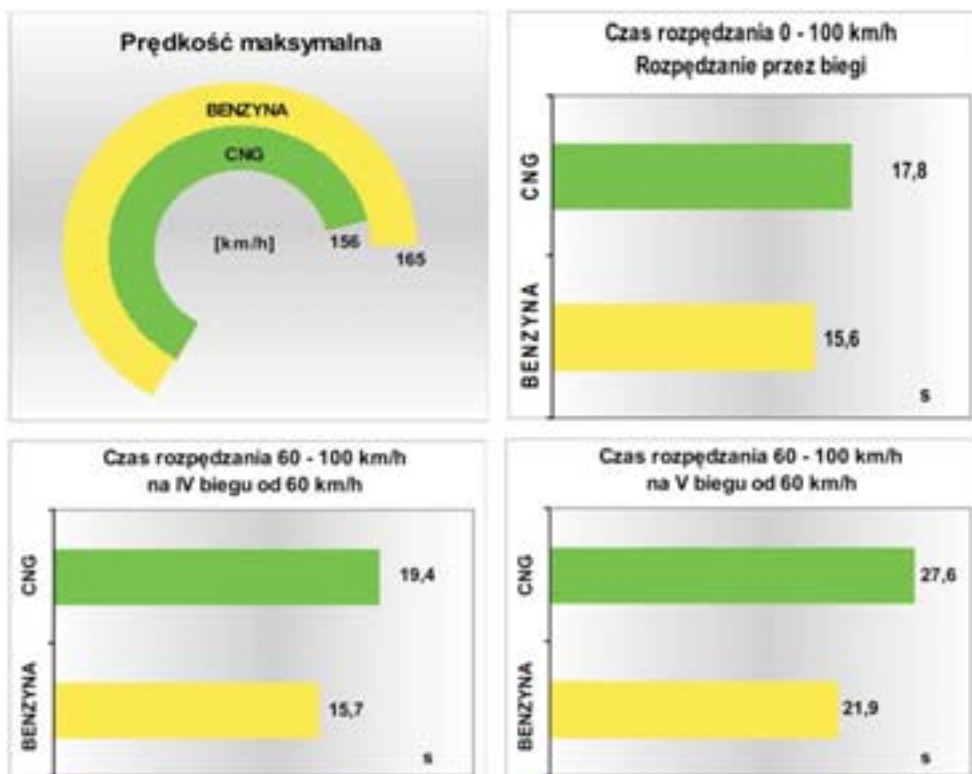 Prędkość maksymalna
BENZYNA
CNG
[km/h]
156
165
Czas rozpędzania 0 - 100 km/h
Rozpędzanie przez biegi
CNG
17,8
BENZYNA
15,6
s
Czas rozpędzania 60 - 100 km/h
na IV biegu od 60 km/h
CNG
19,4
BENZYNA
15,7
s
Czas rozpędzania 60 - 100 km/h
na V biegu od 60 km/h
CNG
27,6
BENZYNA
21,9
s